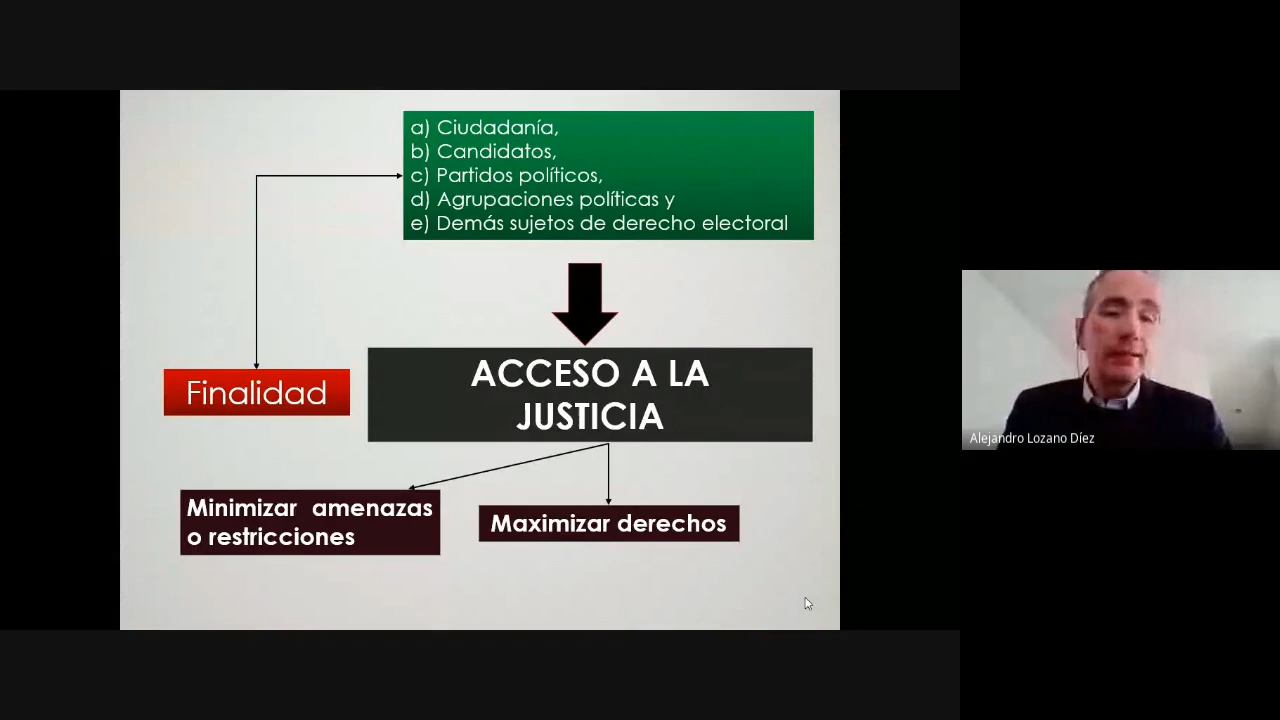 a) Ciudadanía,
b) Candidatos,
c) Partidos políticos,
d) Agrupaciones políticas y
e) Demás sujetos de derecho electoral
Finalidad
ACCESO A LA
JUSTICIA
Minimizar amenazas
o restricciones
Maximizar derechos
Alejandro Lozano Díez